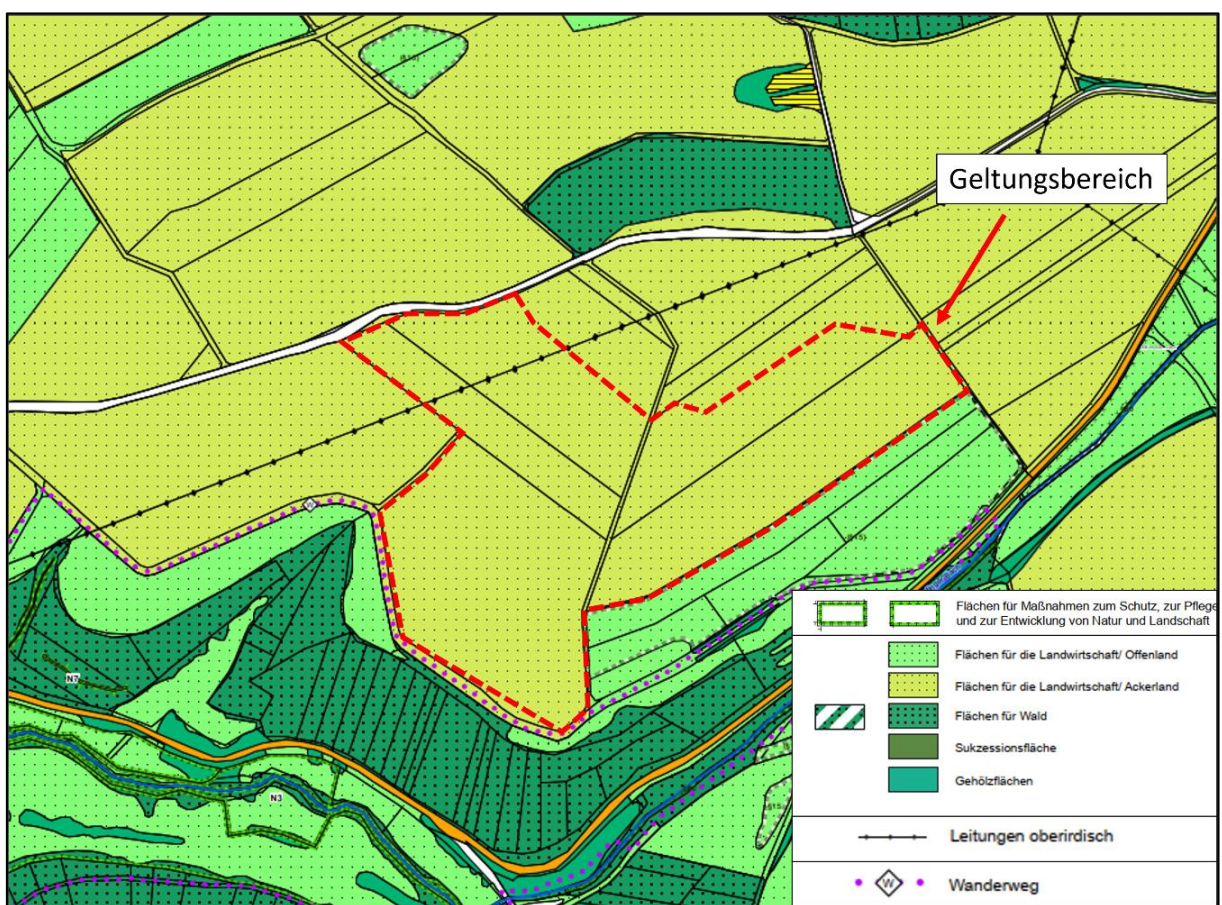 Geltungsbereich
W
N7
N3
Flächen für Maßnahmen zum Schutz, zur Pflege
und zur Entwicklung von Natur und Landschaft
Flächen für die Landwirtschaft/ Offenland
Flächen für die Landwirtschaft/ Ackerland
Flächen für Wald
Sukzessionsfläche
Gehölzflächen
Leitungen oberirdisch
W
Wanderweg